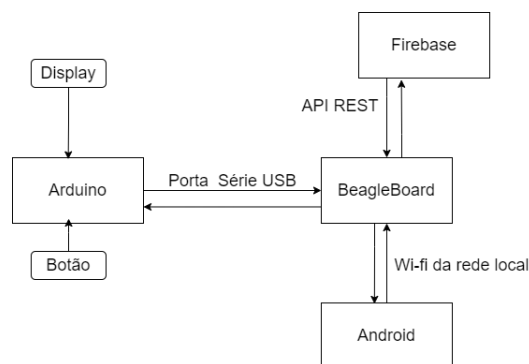 Firebase
Display
API REST
Arduino
Porta Série USB
BeagleBoard
Botão
Wi-fi da rede local
Android